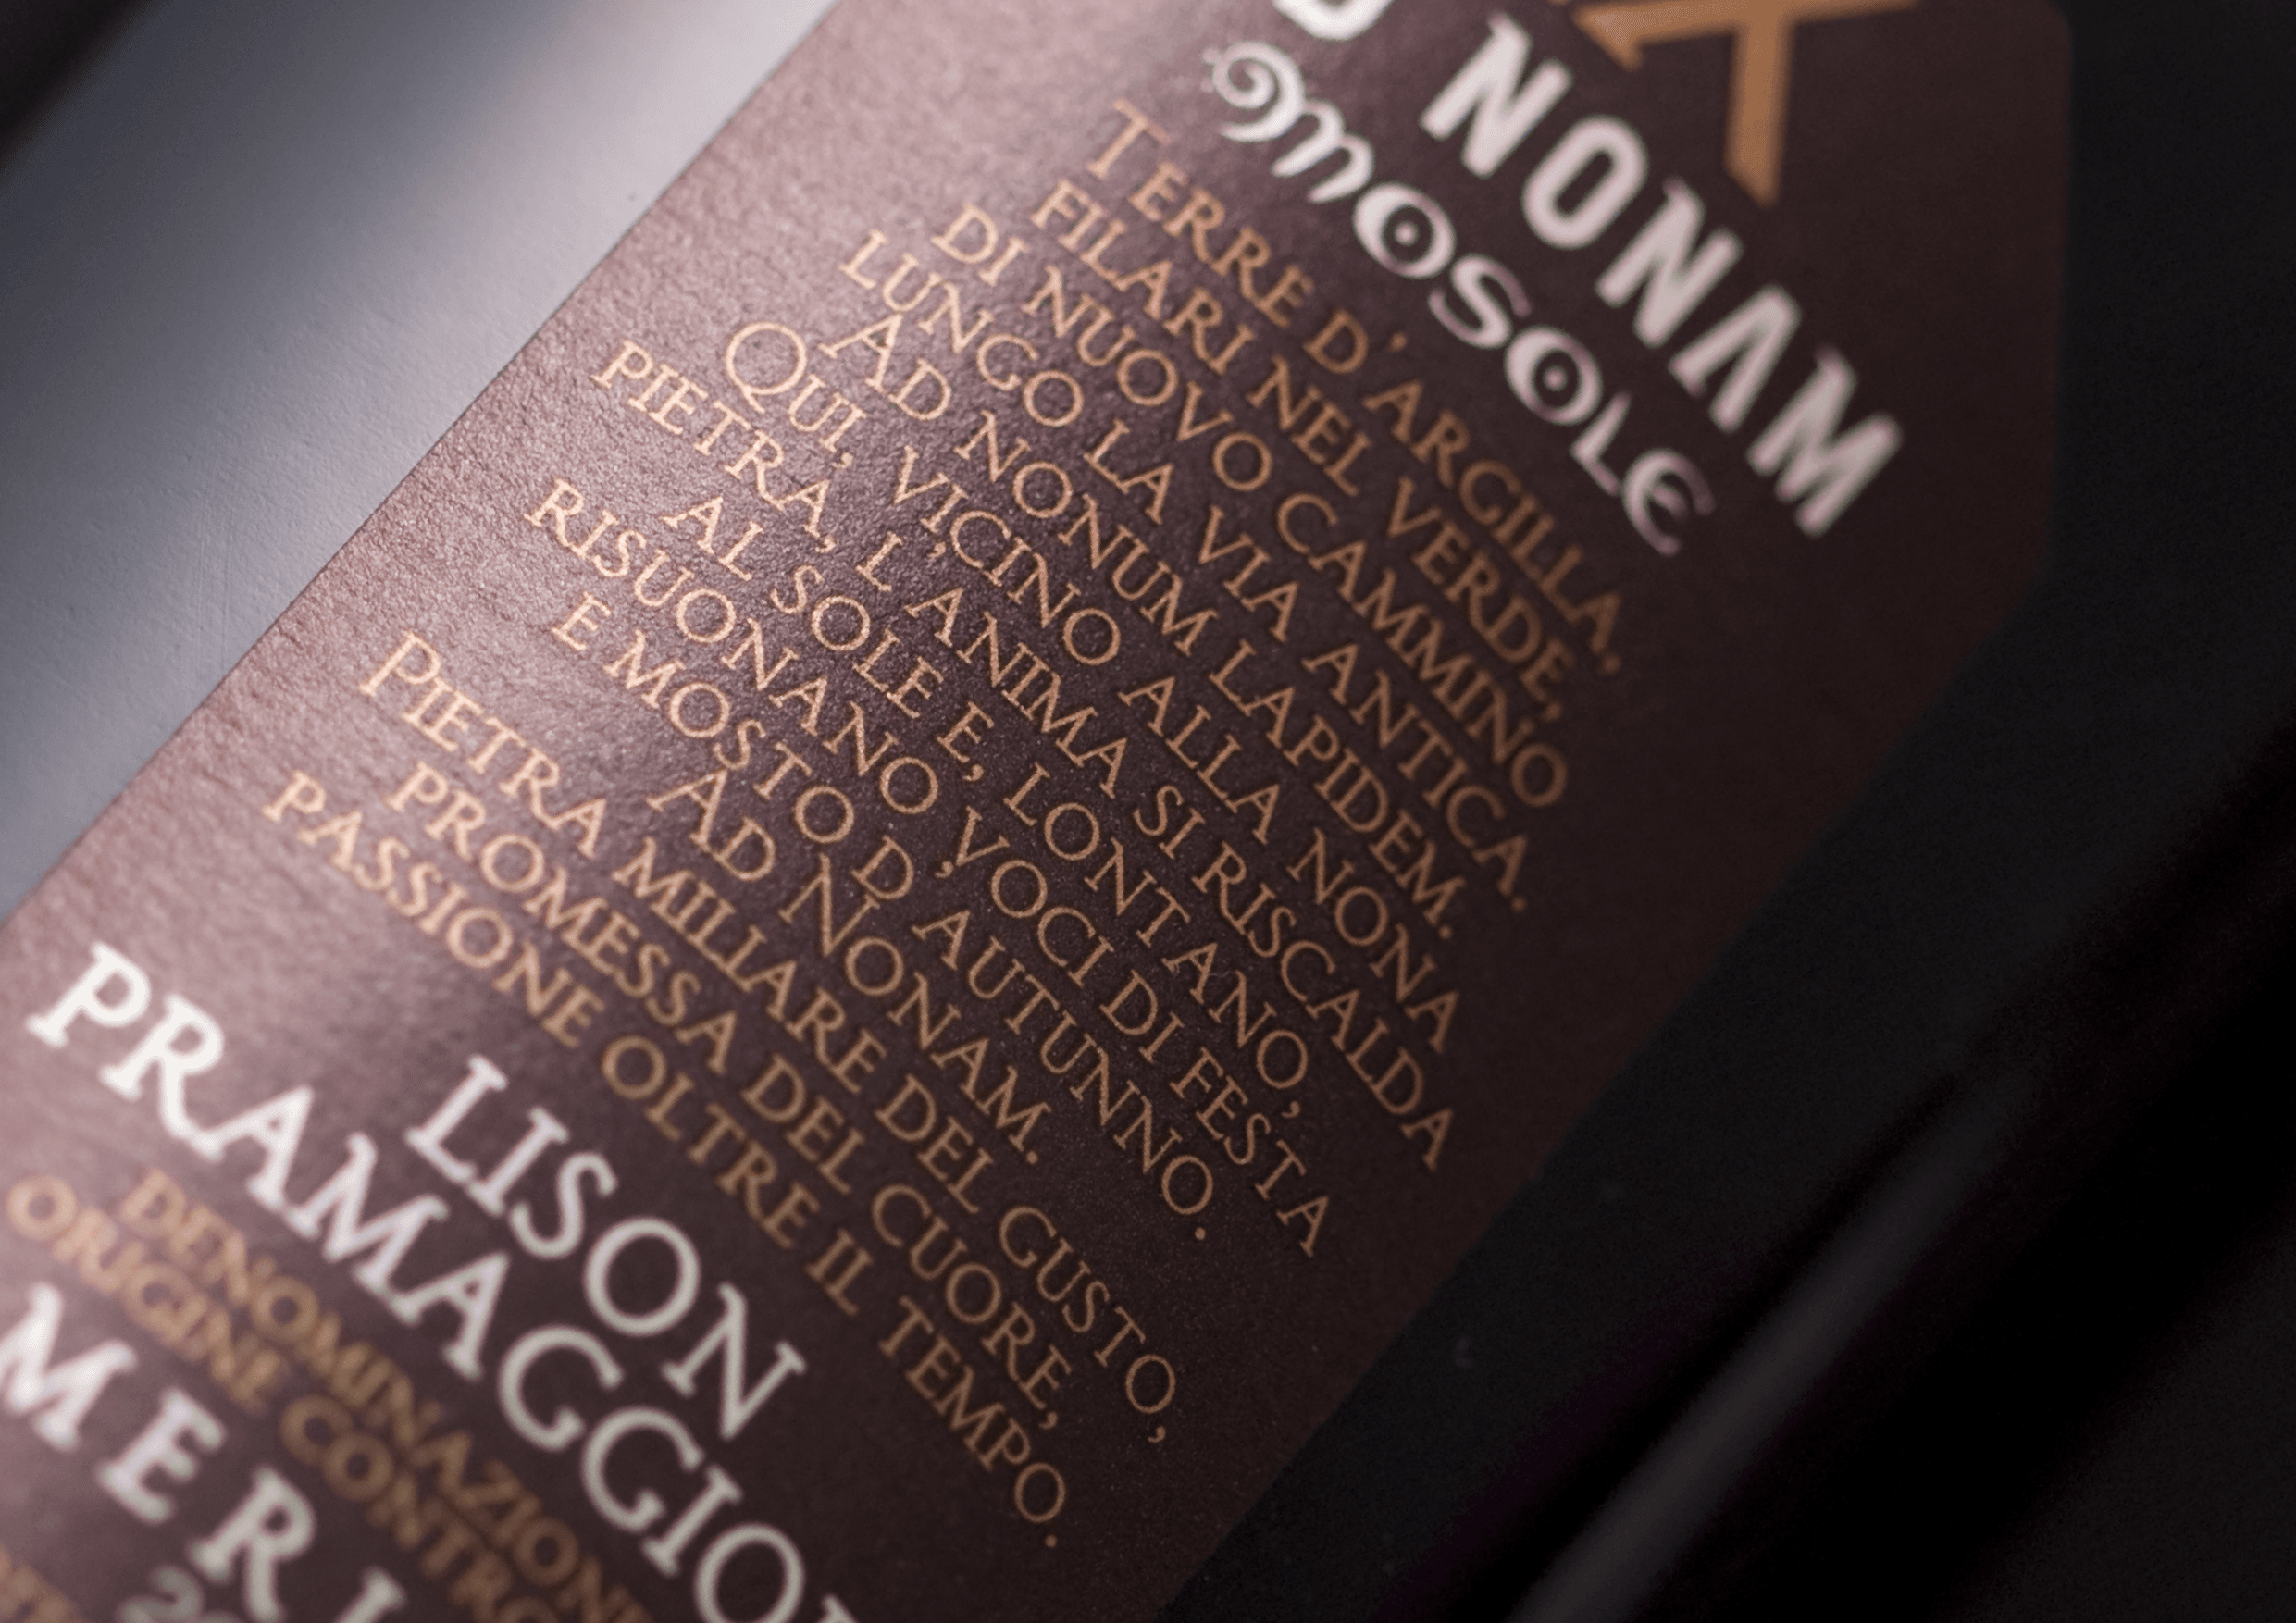 NONAM
mosole
TERRE D'ARGILLA,
FILARI NEL VERDE,
DI NUOVO CAMMINO
LUNGO LA VIA ANTICA.
AD NONUM LAPIDEM.
QUI, VICINO ALLA NONA
PIETRA, L'ANIMA SI RISCALDA
AL SOLE E, LONTANO,
RISUONANO VOCI DI FESTA
E MOSTO D'AUTUNNO.
AD NONAM.
PIETRA MILLARE DEL GUSTO,
PROMESSA DEL CUORE,
PASSIONE OLTRE IL TEMPO.
LISON
PRAMAGGIO
DENOMINAZIONE
ORIGINE CONTRO
MERL